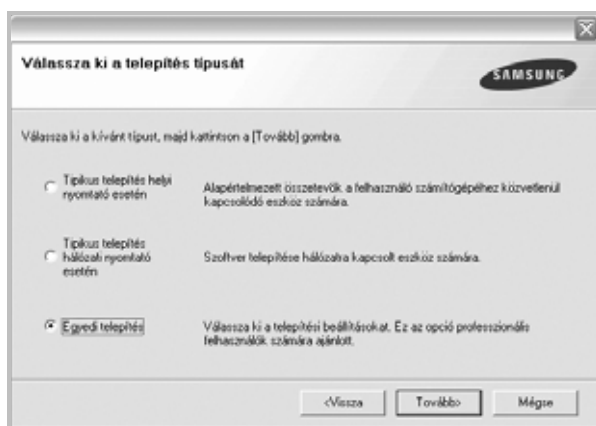 Válassza ki a telepítés típusát
SAMSUNG
Válassza ki a kívánt típust, majd kattintson a [Tovább] gombra.
Tipikus telepítés helyi
nyomtató esetén
Alapértelmezett összetevők a felhasználó számítógépéhez közvetlenül
kapcsolódó eszköz számára.
Tipikus telepítés
hálózati nyomtató
esetén
Szoftver telepítése hálózatra kapcsolt eszköz számára.
Egyedi telepítés
Válassza ki a telepítési beállításokat. Ez az opció professzionális
felhasználók számára ajánlott.
<Vissza
Tovább>
Mégse